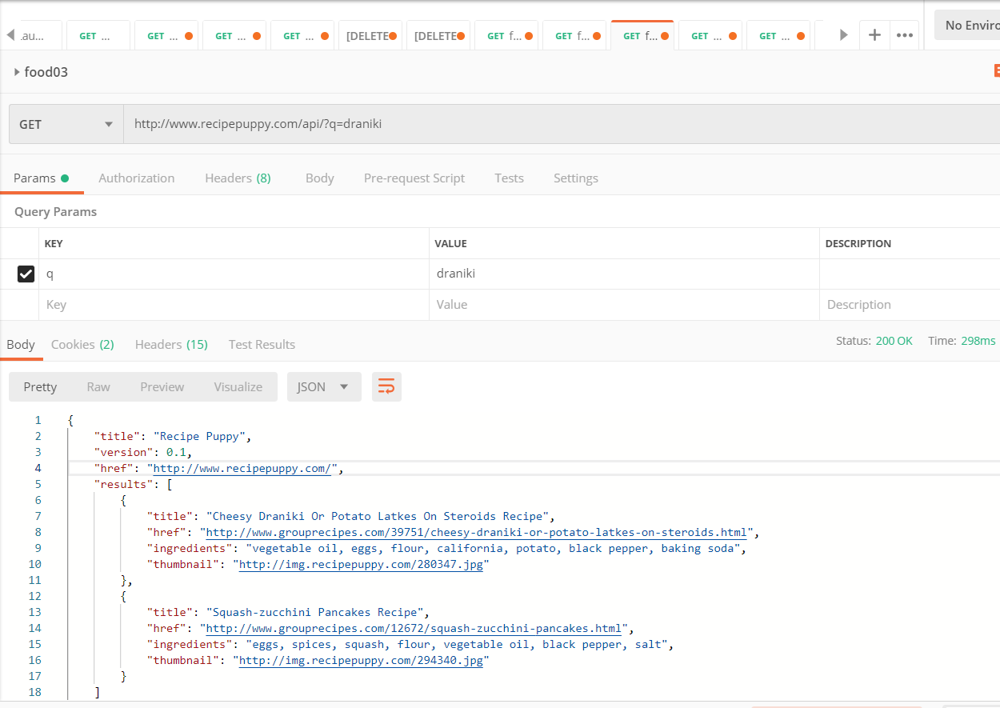 .au... GET ... GET ... GET ... GET ... [DELETE [DELETE GET f... GET f... GET f... GET ... GET ... No Enviro
food03
GET http://www.recipepuppy.com/api/?q=draniki
Params Authorization Headers (8) Body Pre-request Script Tests Settings
Query Params
KEY VALUE DESCRIPTION
q draniki
Key Value Description
Body Cookies (2) Headers (15) Test Results Status: 200 OK Time: 298ms
Pretty Raw Preview Visualize JSON
1 {
2 "title": "Recipe Puppy",
3 "version": 0.1,
4 "href": "http://www.recipepuppy.com/",
5 "results": [
6 {
7 "title": "Cheesy Draniki Or Potato Latkes On Steroids Recipe",
8 "href": "http://www.grouprecipes.com/39751/cheesy-draniki-or-potato-latkes-on-steroids.html",
9 "ingredients": "vegetable oil, eggs, flour, california, potato, black pepper, baking soda",
10 "thumbnail": "http://img.recipepuppy.com/280347.jpg"
11 },
12 {
13 "title": "Squash-zucchini Pancakes Recipe",
14 "href": "http://www.grouprecipes.com/12672/squash-zucchini-pancakes.html",
15 "ingredients": "eggs, spices, squash, flour, vegetable oil, black pepper, salt",
16 "thumbnail": "http://img.recipepuppy.com/294340.jpg"
17 }
18 ]